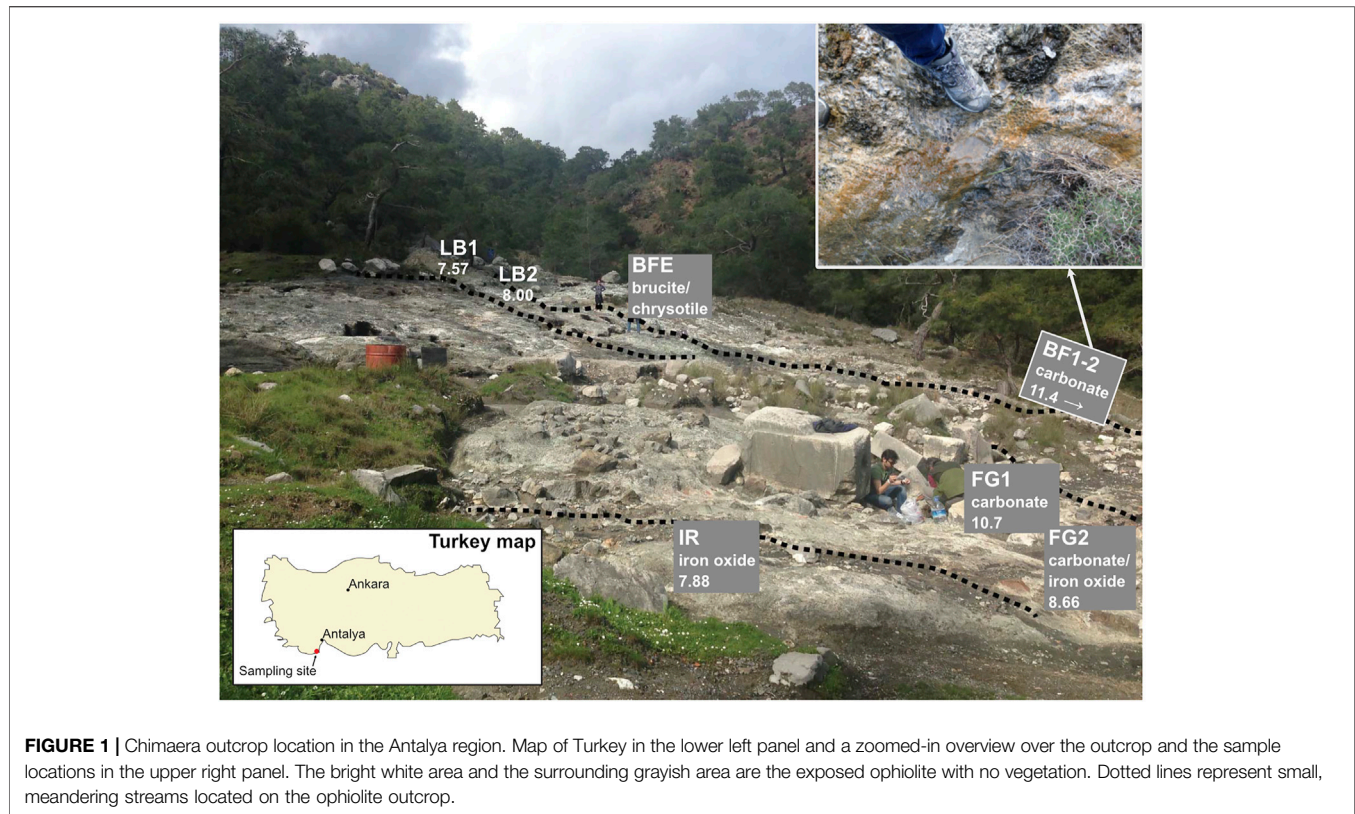 LB1
7.57
LB2
8.00
BFE
brucite/
chrysotile
BF1-2
carbonate
11.4 →
FG1
carbonate
10.7
IR
iron oxide
7.88
FG2
carbonate/
iron oxide
8.66
Turkey map
Ankara
Antalya
Sampling site
FIGURE 1 | Chimaera outcrop location in the Antalya region. Map of Turkey in the lower left panel and a zoomed-in overview over the outcrop and the sample
locations in the upper right panel. The bright white area and the surrounding grayish area are the exposed ophiolite with no vegetation. Dotted lines represent small,
meandering streams located on the ophiolite outcrop.